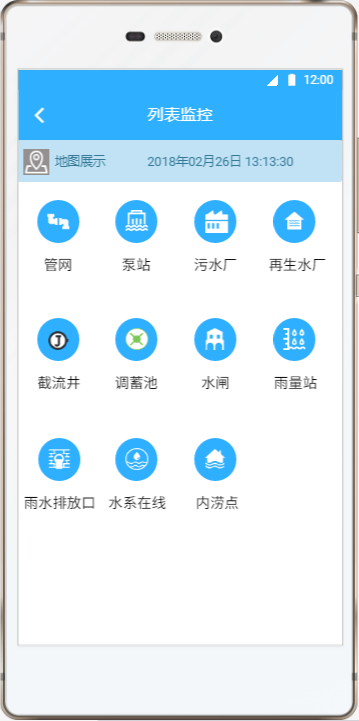 12:00
列表监控
地图展示 2018年02月26日 13:13:30
管网 泵站 污水厂 再生水厂
J
截流井 调蓄池 水闸 雨量站
雨水排放口 水系在线 内涝点